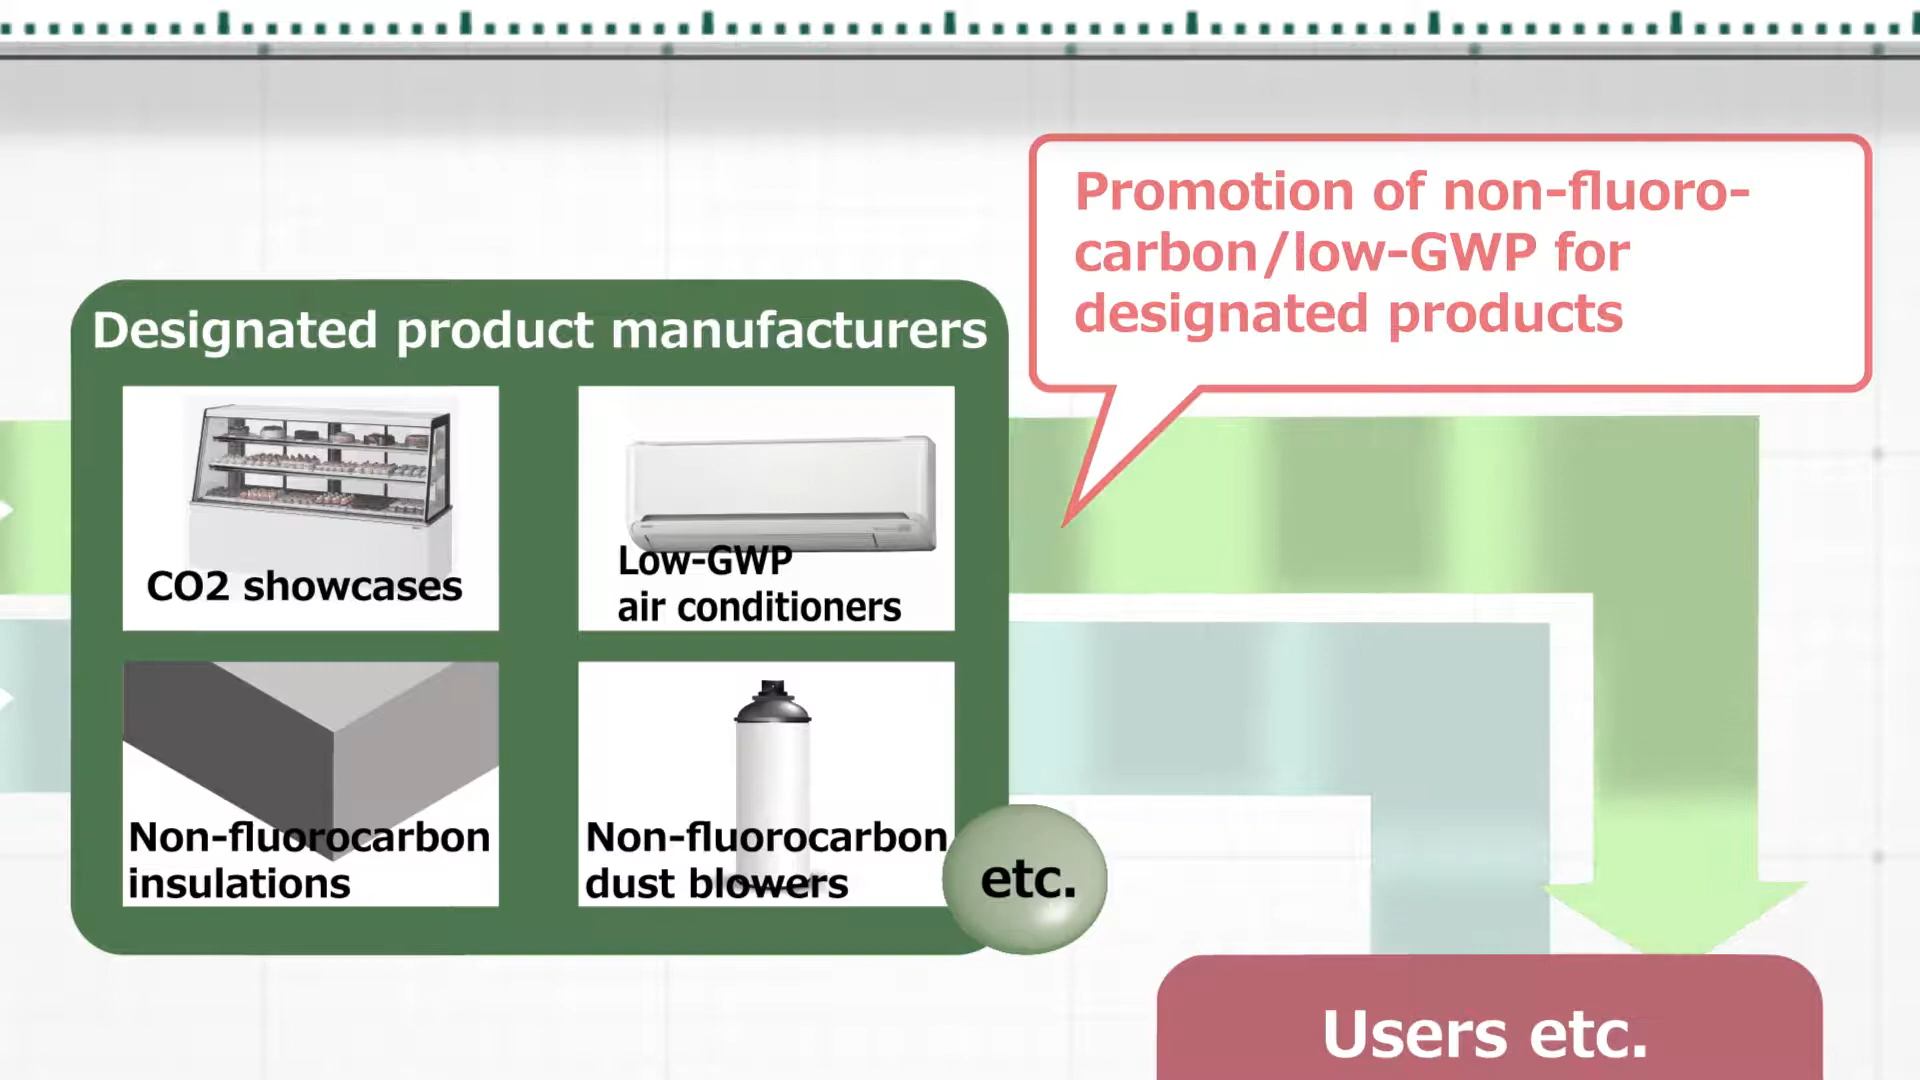 Promotion of non-fluoro-
carbon/low-GWP for
designated products
Designated product manufacturers
CO2 showcases
Low-GWP
air conditioners
Non-fluorocarbon
insulations
Non-fluorocarbon
dust blowers
etc.
Users etc.